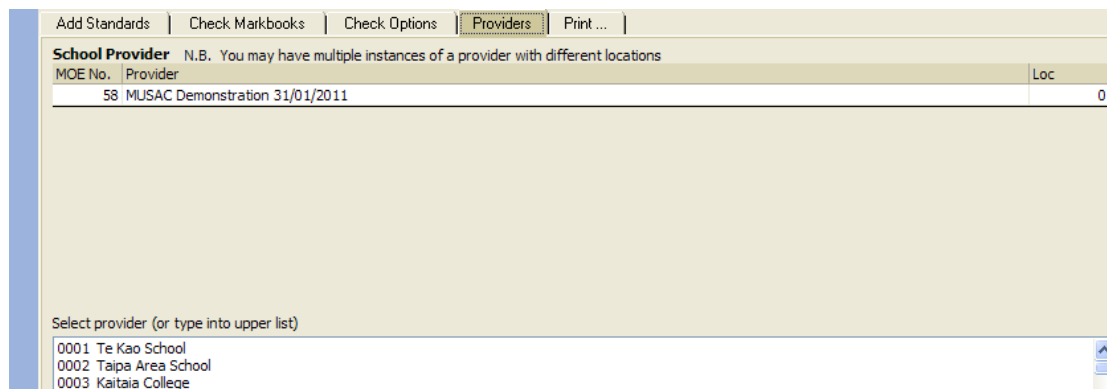 Add Standards Check Markbooks Check Options Providers Print ...
School Provider N.B. You may have multiple instances of a provider with different locations
MOE No. Provider Loc
58 MUSAC Demonstration 31/01/2011 0
Select provider (or type into upper list)
0001 Te Kao School
0002 Taipa Area School
0003 Kaitaia College